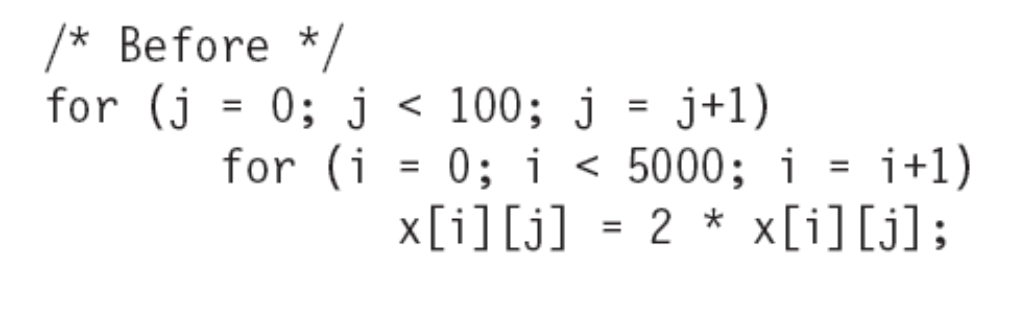 /* Before */
for (j = 0; j < 100; j = j+1)
for (i = 0; i < 5000; i = i+1)
x[i][j] = 2 * x[i][j];